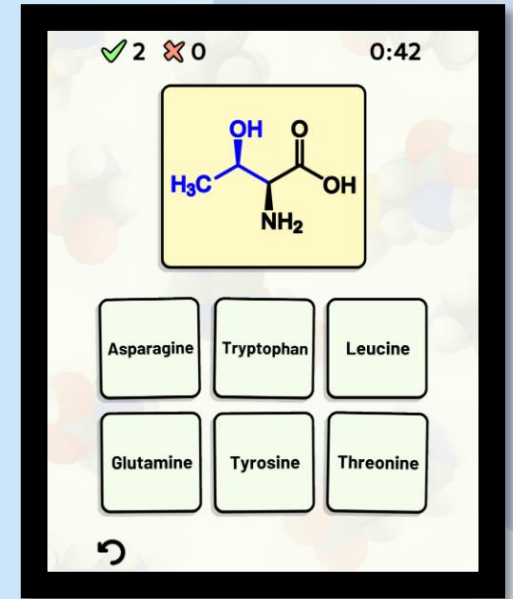 2 0 0:42
OH O
H₃C OH
NH₂
Asparagine Tryptophan Leucine
Glutamine Tyrosine Threonine